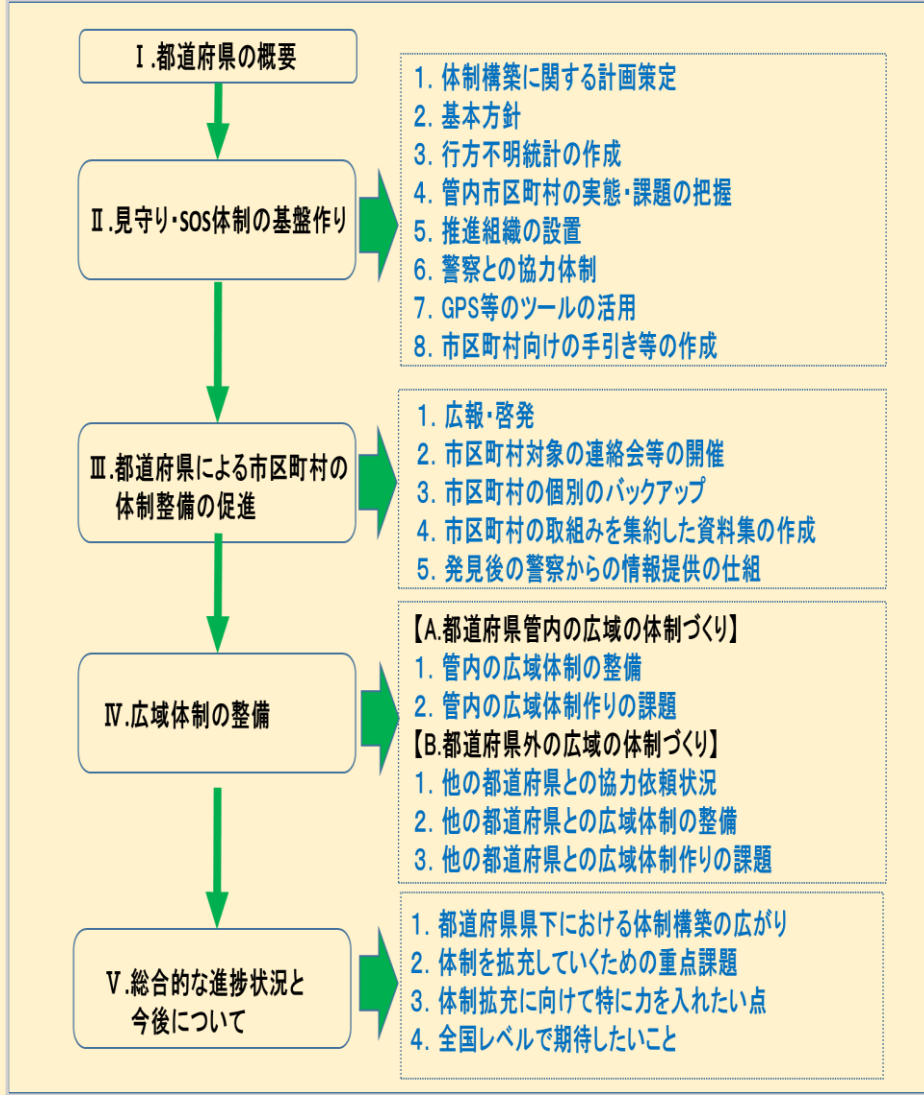 Ⅰ.都道府県の概要
Ⅱ.見守り・SOS体制の基盤作り
1. 体制構築に関する計画策定
2. 基本方針
3. 行方不明統計の作成
4. 管内市区町村の実態・課題の把握
5. 推進組織の設置
6. 警察との協力体制
7. GPS等のツールの活用
8. 市区町村向けの手引き等の作成
Ⅲ.都道府県による市区町村の
体制整備の促進
1. 広報・啓発
2. 市区町村対象の連絡会等の開催
3. 市区町村の個別のバックアップ
4. 市区町村の取組みを集約した資料集の作成
5. 発見後の警察からの情報提供の仕組
Ⅳ.広域体制の整備
【A.都道府県管内の広域の体制づくり】
1. 管内の広域体制の整備
2. 管内の広域体制作りの課題
【B.都道府県外の広域の体制づくり】
1. 他の都道府県との協力依頼状況
2. 他の都道府県との広域体制の整備
3. 他の都道府県との広域体制作りの課題
Ⅴ.総合的な進捗状況と
今後について
1. 都道府県県下における体制構築の広がり
2. 体制を拡充していくための重点課題
3. 体制拡充に向けて特に力を入れたい点
4. 全国レベルで期待したいこと